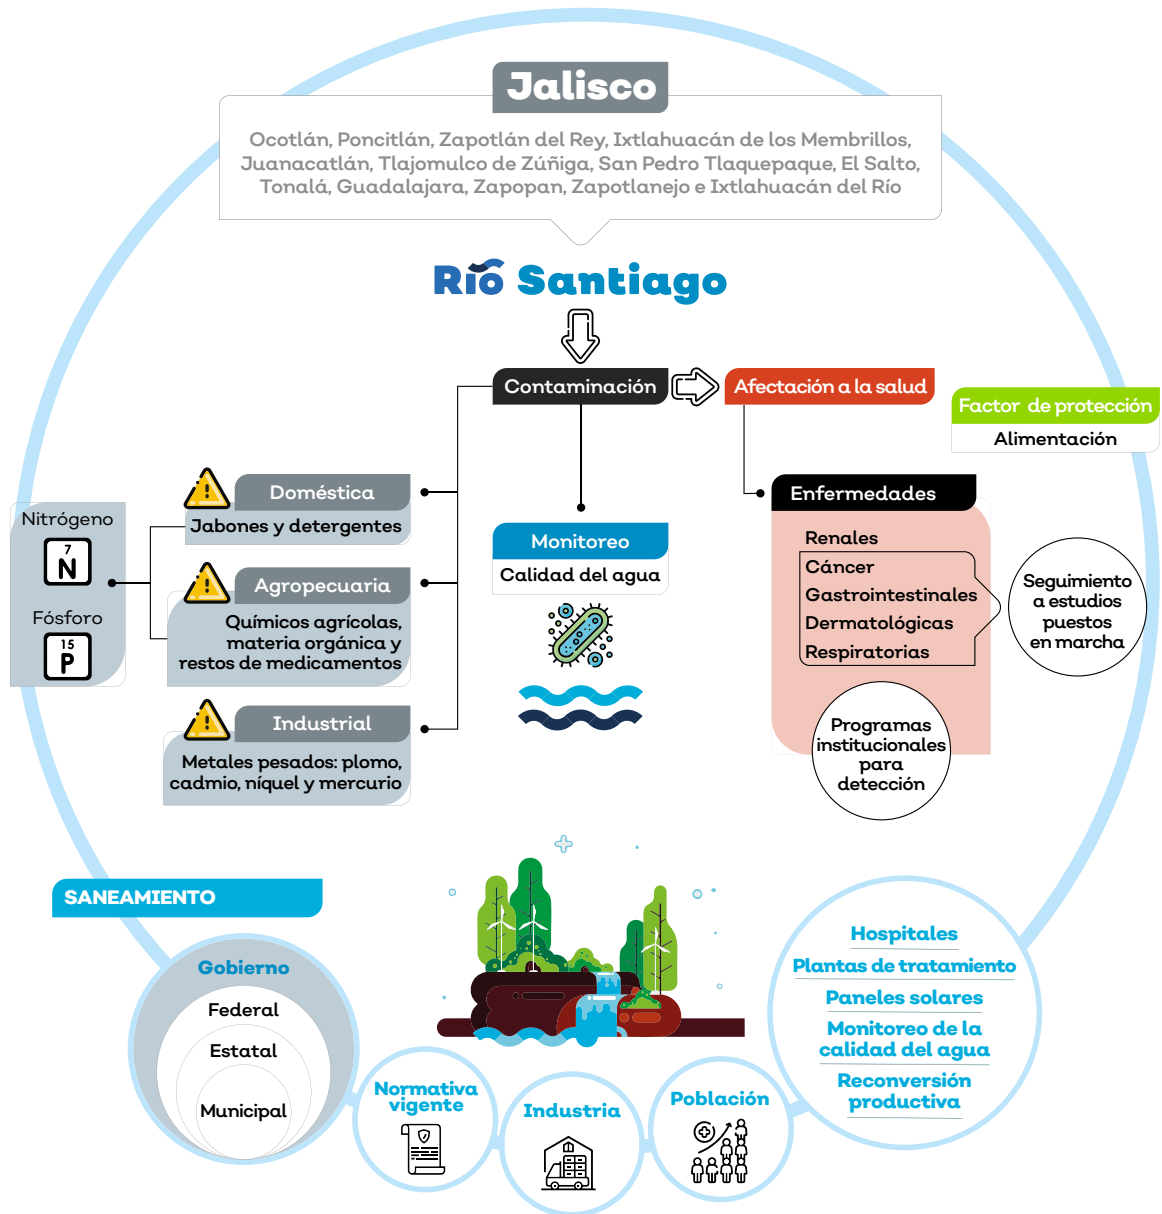 Jalisco
Ocotlán, Poncitlán, Zapotlán del Rey, Ixtlahuacán de los Membrillos,
Juanacatlán, Tlajomulco de Zúñiga, San Pedro Tlaquepaque, El Salto,
Tonalá, Guadalajara, Zapopan, Zapotlanejo e Ixtlahuacán del Río
Río Santiago
Contaminación
Afectación a la salud
Factor de protección
Alimentación
Doméstica
Jabones y detergentes
Nitrógeno
7
N
Fósforo
15
P
Agropecuaria
Químicos agrícolas,
materia orgánica y
restos de medicamentos
Industrial
Metales pesados: plomo,
cadmio, níquel y mercurio
Monitoreo
Calidad del agua
Enfermedades
Renales
Cáncer
Gastrointestinales
Dermatológicas
Respiratorias
Seguimiento
a estudios
puestos
en marcha
Programas
institucionales
para
detección
SANEAMIENTO
Gobierno
Federal
Estatal
Municipal
Normativa
vigente
Industria
Población
Hospitales
Plantas de tratamiento
Paneles solares
Monitoreo de la
calidad del agua
Reconversión
productiva